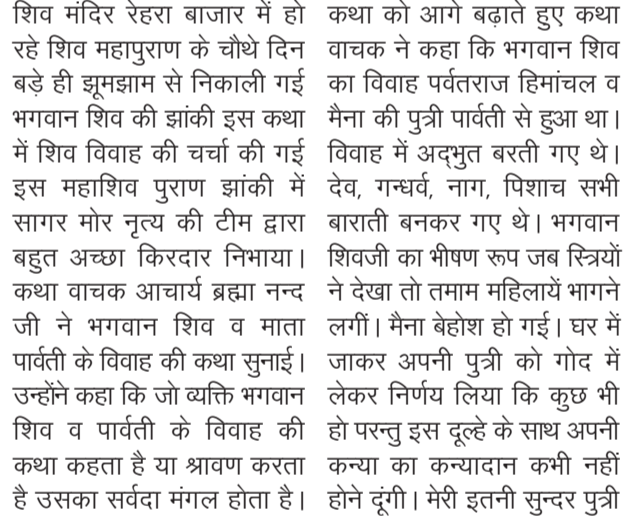 शिव मंदिर रेहरा बाजार में हो
रहे शिव महापुराण के चौथे दिन
बड़े ही झूमझाम से निकाली गई
भगवान शिव की झांकी इस कथा
में शिव विवाह की चर्चा की गई
इस महाशिव पुराण झांकी में
सागर मोर नृत्य की टीम द्वारा
बहुत अच्छा किरदार निभाया।
कथा वाचक आचार्य ब्रह्मा नन्द
जी ने भगवान शिव व माता
पार्वती के विवाह की कथा सुनाई।
उन्होंने कहा कि जो व्यक्ति भगवान
शिव व पार्वती के विवाह की
कथा कहता है या श्रावण करता
है उसका सर्वदा मंगल होता है।
कथा को आगे बढ़ाते हुए कथा
वाचक ने कहा कि भगवान शिव
का विवाह पर्वतराज हिमांचल व
मैना की पुत्री पार्वती से हुआ था।
विवाह में अद्भुत बरती गए थे।
देव, गन्धर्व, नाग, पिशाच सभी
बाराती बनकर गए थे। भगवान
शिवजी का भीषण रूप जब स्त्रियों
ने देखा तो तमाम महिलायें भागने
लगीं। मैना बेहोश हो गई। घर में
जाकर अपनी पुत्री को गोद में
लेकर निर्णय लिया कि कुछ भी
हो परन्तु इस दूल्हे के साथ अपनी
कन्या का कन्यादान कभी नहीं
होने दूंगी। मेरी इतनी सुन्दर पुत्री